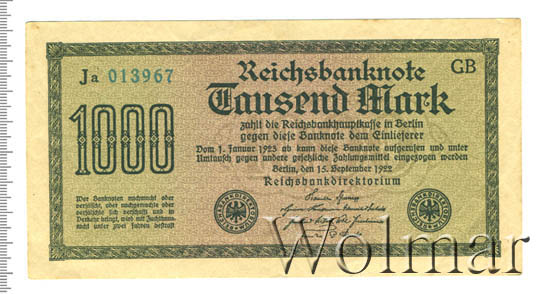 Ja 013967
Reichsbanknote
GB
1000
Tausend Mark
zahlt die Reichsbankhauptkasse in Berlin
gegen diese Banknote dem Einlieferer
Vom 1. Januar 1923 ab kann diese Banknote aufgerufen und unter
Umtausch gegen andere gesetzliche Zahlungsmittel eingezogen werden
Berlin, den 15. September 1922
Reichsbankdirektorium
Wer Banknoten nachmacht oder
verfälscht, oder nachgemachte oder
verfälschte sich verschafft und in
Verkehr bringt, wird mit Zuchthaus
nicht unter zwei Jahren bestraft
Wolmar